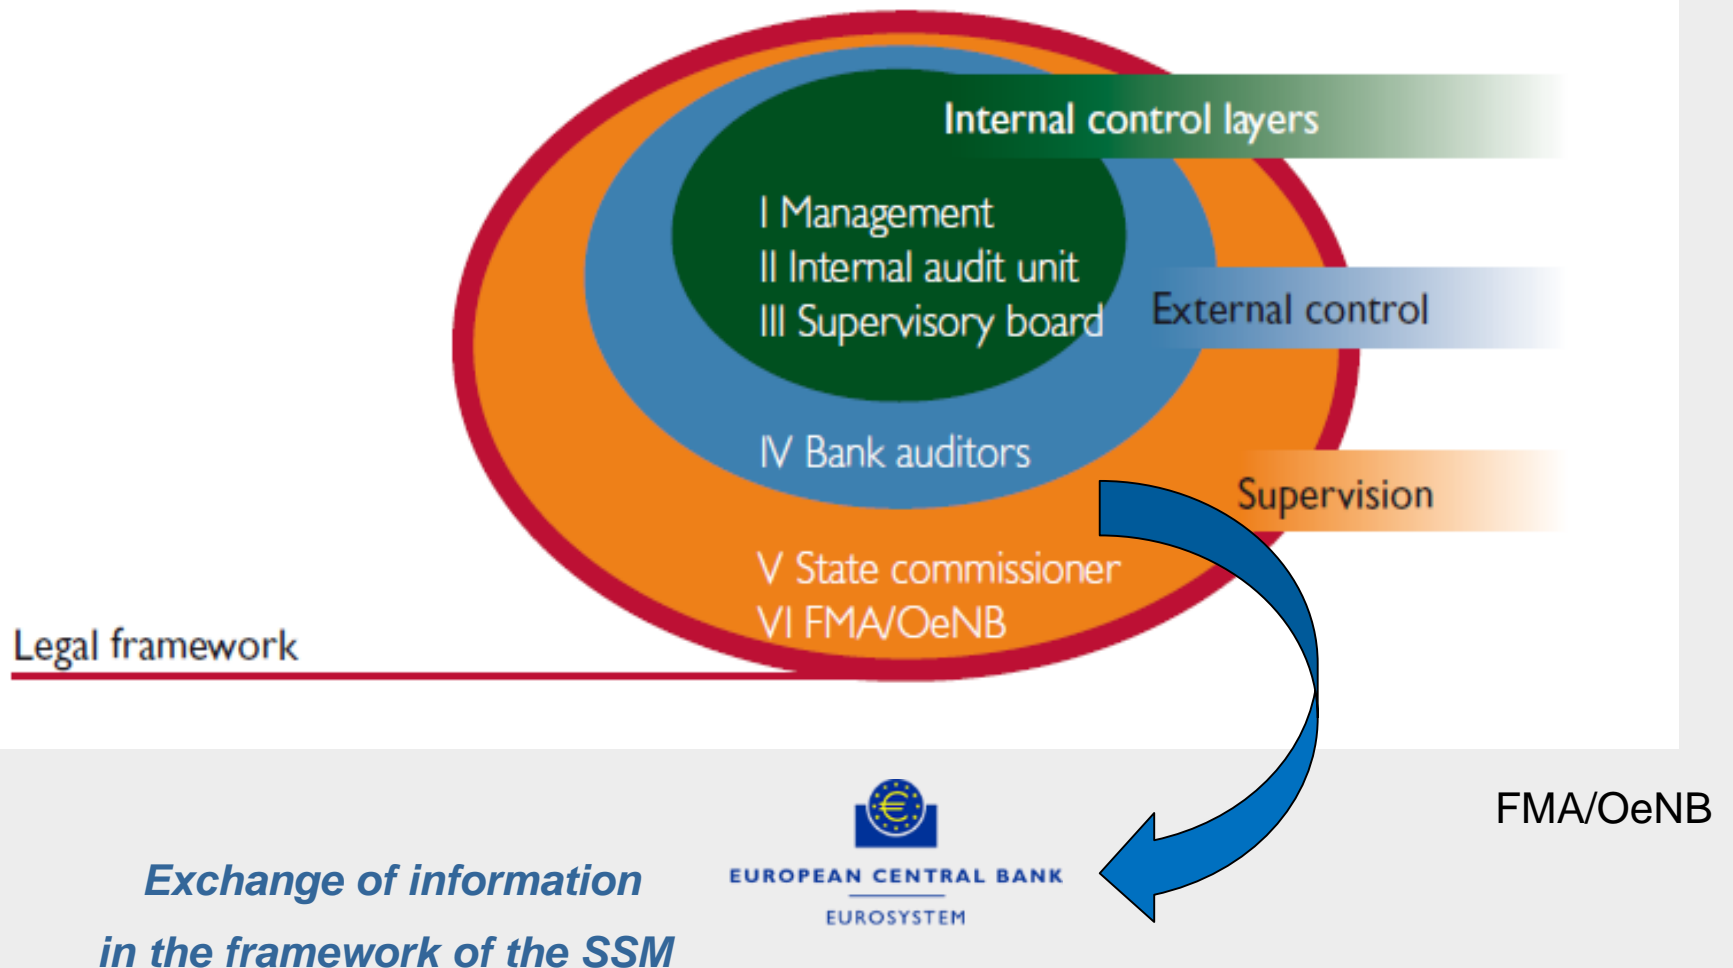 Internal control layers
I Management
II Internal audit unit
III Supervisory board
External control
IV Bank auditors
Supervision
V State commissioner
VI FMA/OeNB
Legal framework
FMA/OeNB
€
EUROPEAN CENTRAL BANK
EUROSYSTEM
Exchange of information
in the framework of the SSM